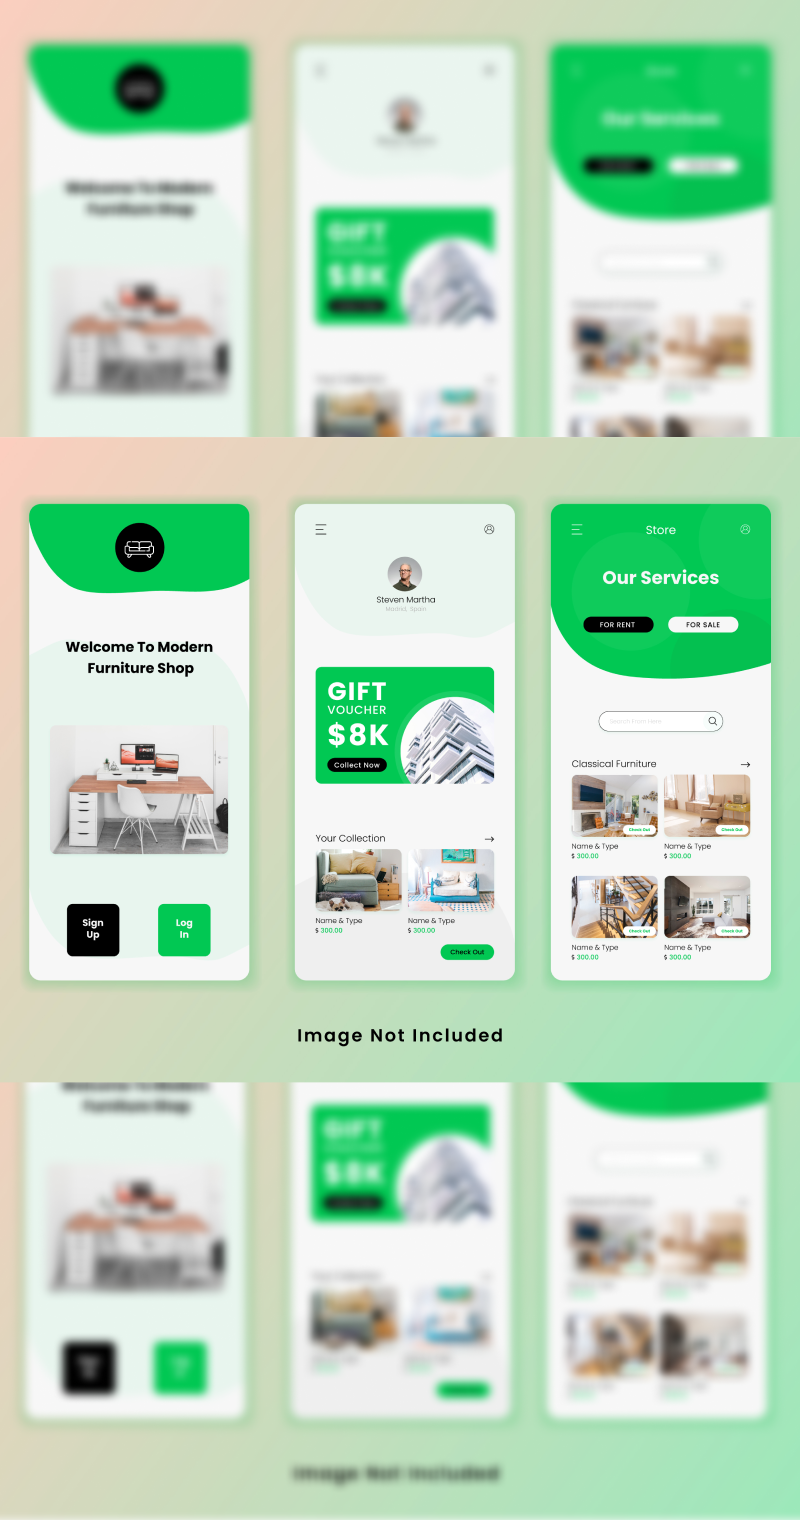 Welcome To Modern
Furniture Shop
Sign
Up
Log
In
Steven Martha
Madrid, Spain
GIFT
VOUCHER
$8K
Collect Now
Your Collection
Name & Type
$ 300.00
Name & Type
$ 300.00
Check Out
Store
Our Services
FOR RENT
FOR SALE
Search From Here
Classical Furniture
Check Out
Check Out
Name & Type
$ 300.00
Name & Type
$ 300.00
Check Out
Check Out
Name & Type
$ 300.00
Name & Type
$ 300.00
Image Not Included